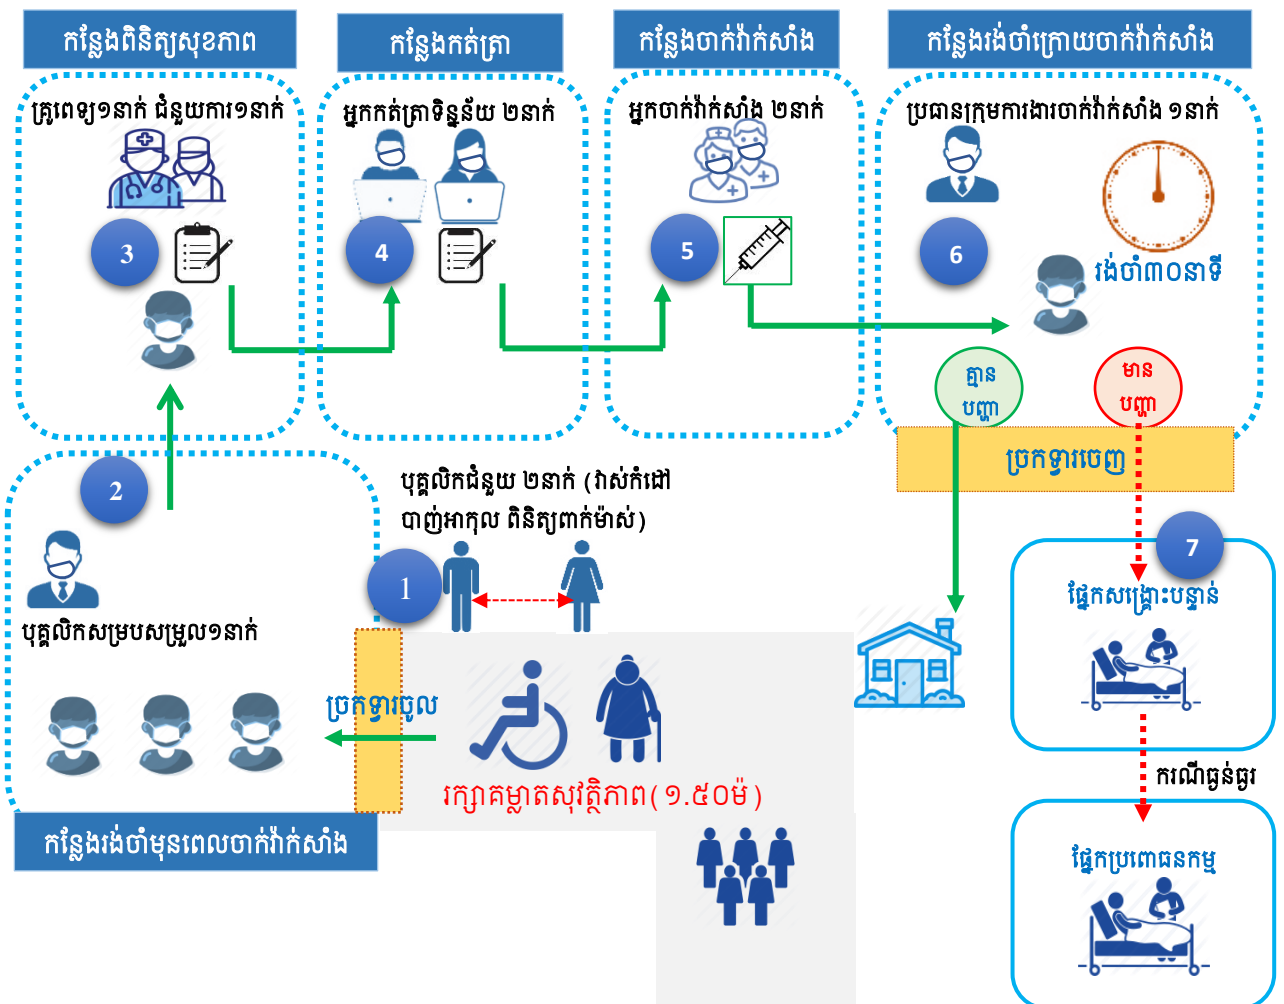 កន្លែងពិនិត្យសុខភាព
កន្លែងកត់ត្រា
កន្លែងចាក់វ៉ាក់សាំង
កន្លែងរង់ចាំក្រោយចាក់វ៉ាក់សាំង
គ្រូពេទ្យ១នាក់ ជំនួយការ១នាក់
អ្នកកត់ត្រាទិន្នន័យ ២នាក់
អ្នកចាក់វ៉ាក់សាំង ២នាក់
ប្រធានក្រុមការងារចាក់វ៉ាក់សាំង ១នាក់
3
4
5
6
រង់ចាំ៣០នាទី
គ្មាន
បញ្ហា
មាន
បញ្ហា
ច្រកទ្វារចេញ
2
បុគ្គលិកជំនួយ ២នាក់ (វាស់កំដៅ
បាញ់អាកុល ពិនិត្យពាក់ម៉ាស់)
1
7
បុគ្គលិកសម្របសម្រួល១នាក់
ផ្នែកសង្គ្រោះបន្ទាន់
ច្រកទ្វារចូល
រក្សាគម្លាតសុវត្ថិភាព(១.៥០ម៉)
ករណីធ្ងន់ធ្ងរ
កន្លែងរង់ចាំមុនពេលចាក់វ៉ាក់សាំង
ផ្នែកប្រពោធនកម្ម